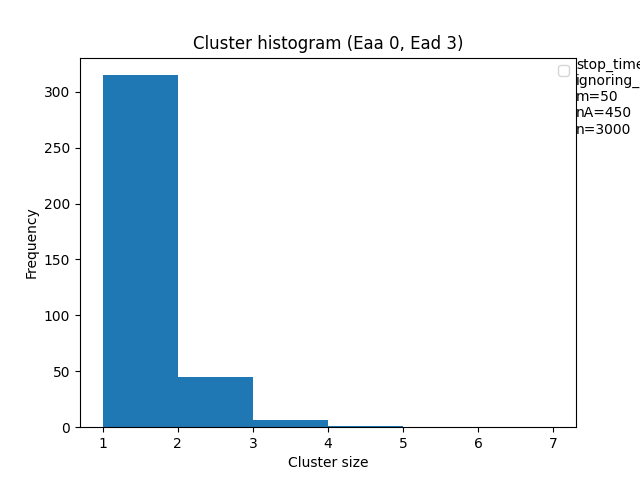 Cluster histogram (Eaa 0, Ead 3)
stop_time
ignoring_
m=50
nA=450
n=3000
Frequency
300
250
200
150
100
50
0
1 2 3 4 5 6 7
Cluster size